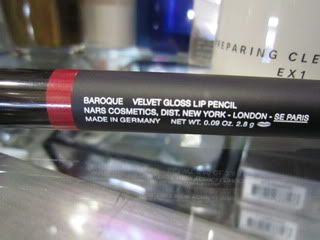 EPARING CLE
EX1
BAROQUE VELVET GLOSS LIP PENCIL
NARS COSMETICS, DIST. NEW YORK - LONDON - SE PARIS
MADE IN GERMANY NET WT. 0.09 OZ. 2.8 g